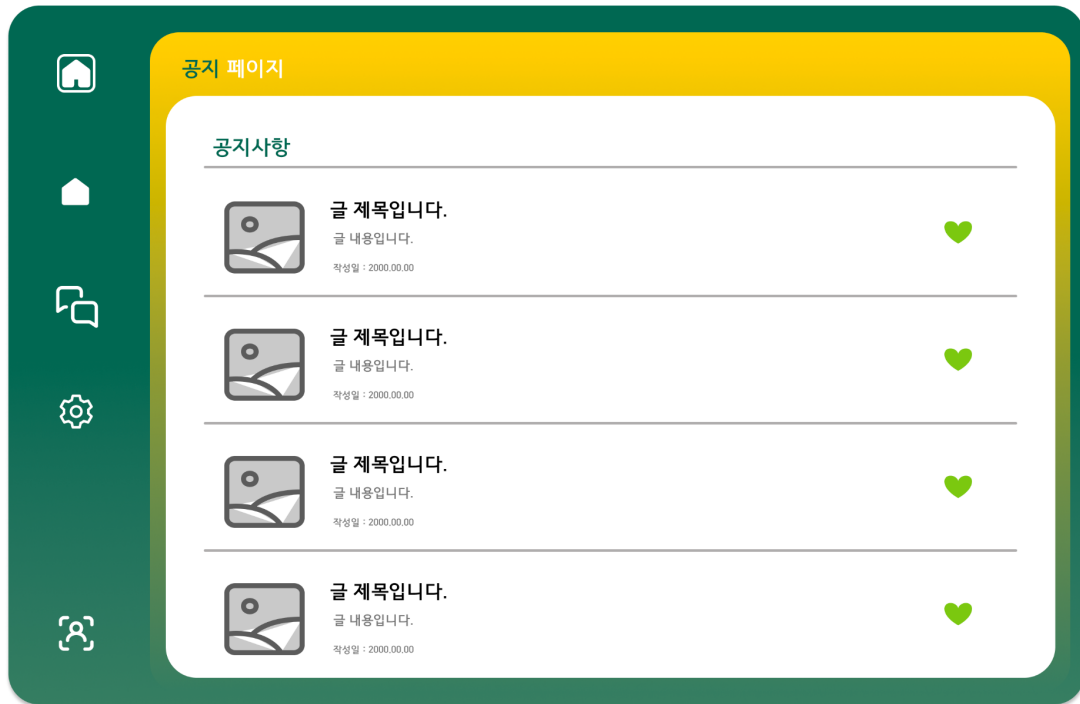 공지 페이지
공지사항
글 제목입니다.
글 내용입니다.
작성일 : 2000.00.00
글 제목입니다.
글 내용입니다.
작성일 : 2000.00.00
글 제목입니다.
글 내용입니다.
작성일 : 2000.00.00
글 제목입니다.
글 내용입니다.
작성일 : 2000.00.00